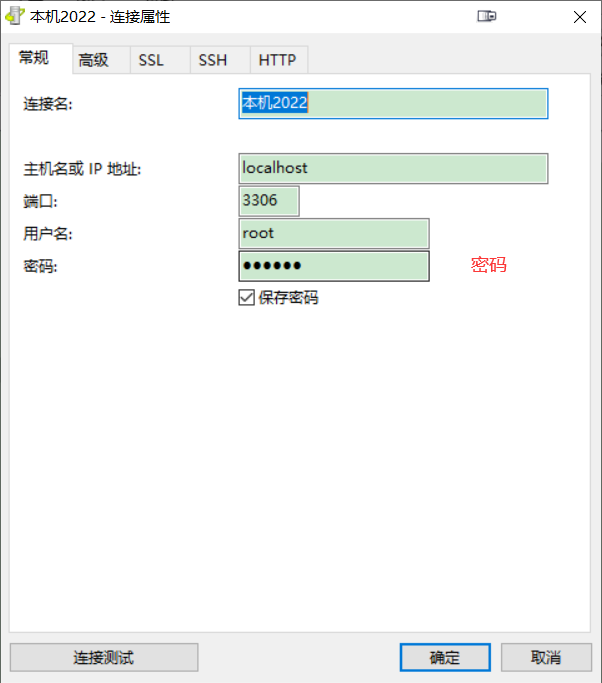 本机2022 - 连接属性
常规 高级 SSL SSH HTTP
连接名: 本机2022
主机名或 IP 地址: localhost
端口: 3306
用户名: root
密码: ●●●●●● 密码
保存密码
连接测试 确定 取消